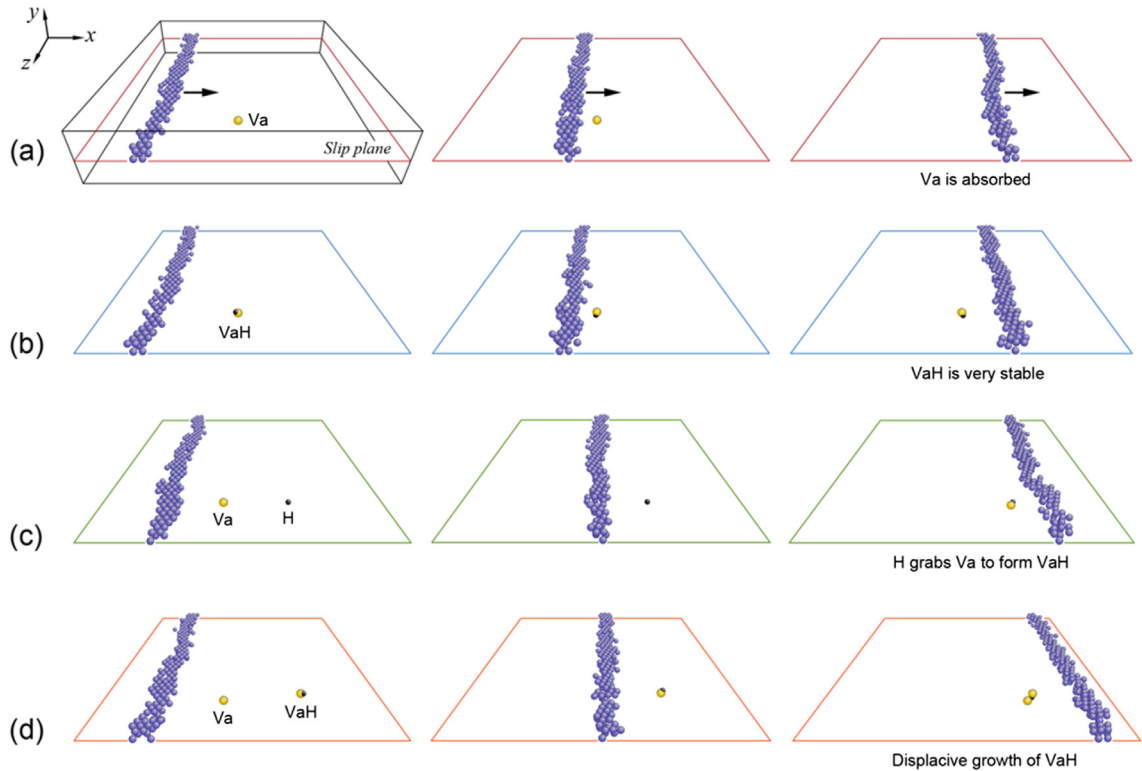 y
x
z
Va
Slip plane
(a)
Va is absorbed
VaH
(b)
VaH is very stable
Va
H
(c)
H grabs Va to form VaH
Va
VaH
(d)
Displacive growth of VaH